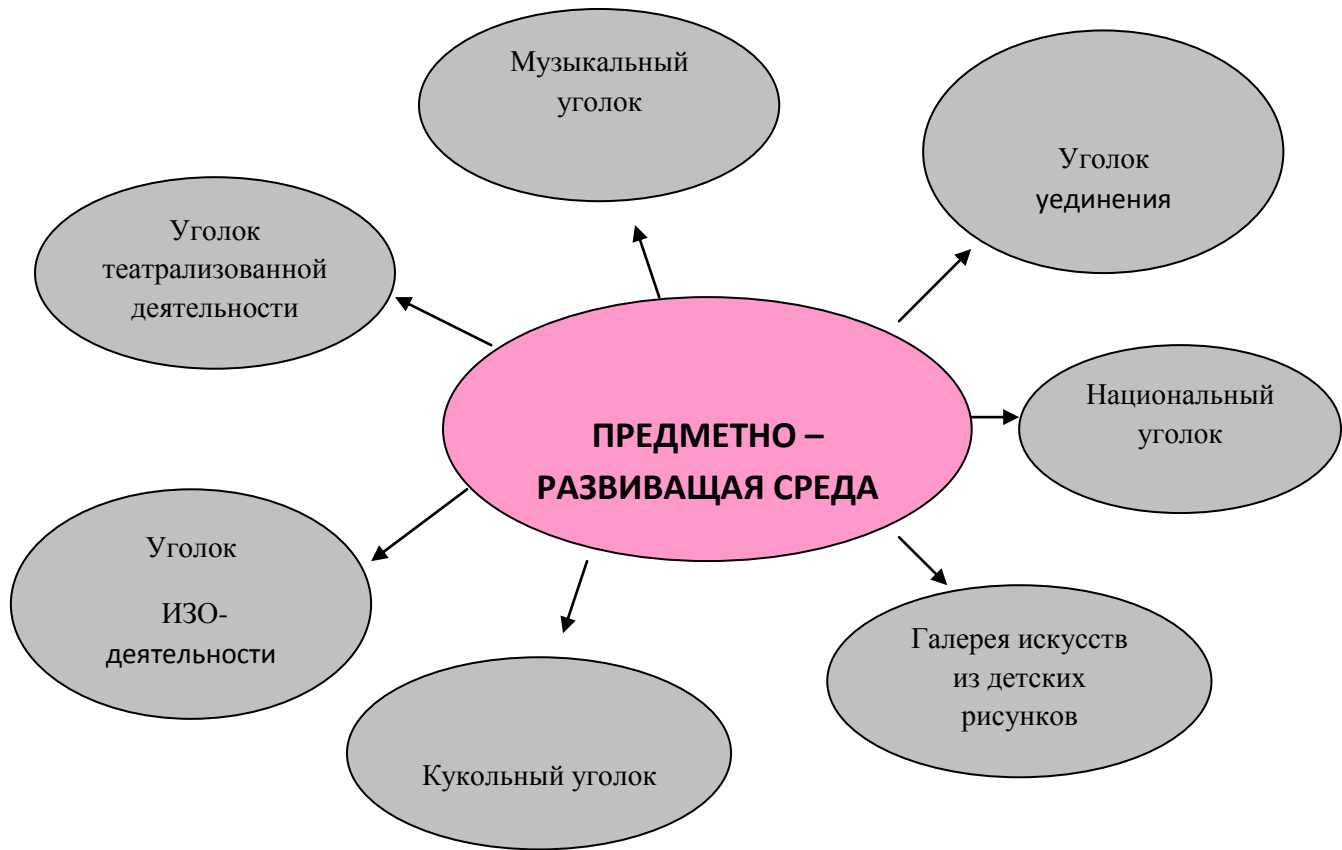 Музыкальный
уголок
Уголок
уединения
Уголок
театрализованной
деятельности
Национальный
уголок
ПРЕДМЕТНО –
РАЗВИВАЩАЯ СРЕДА
Уголок
ИЗО-
деятельности
Галерея искусств
из детских
рисунков
Кукольный уголок